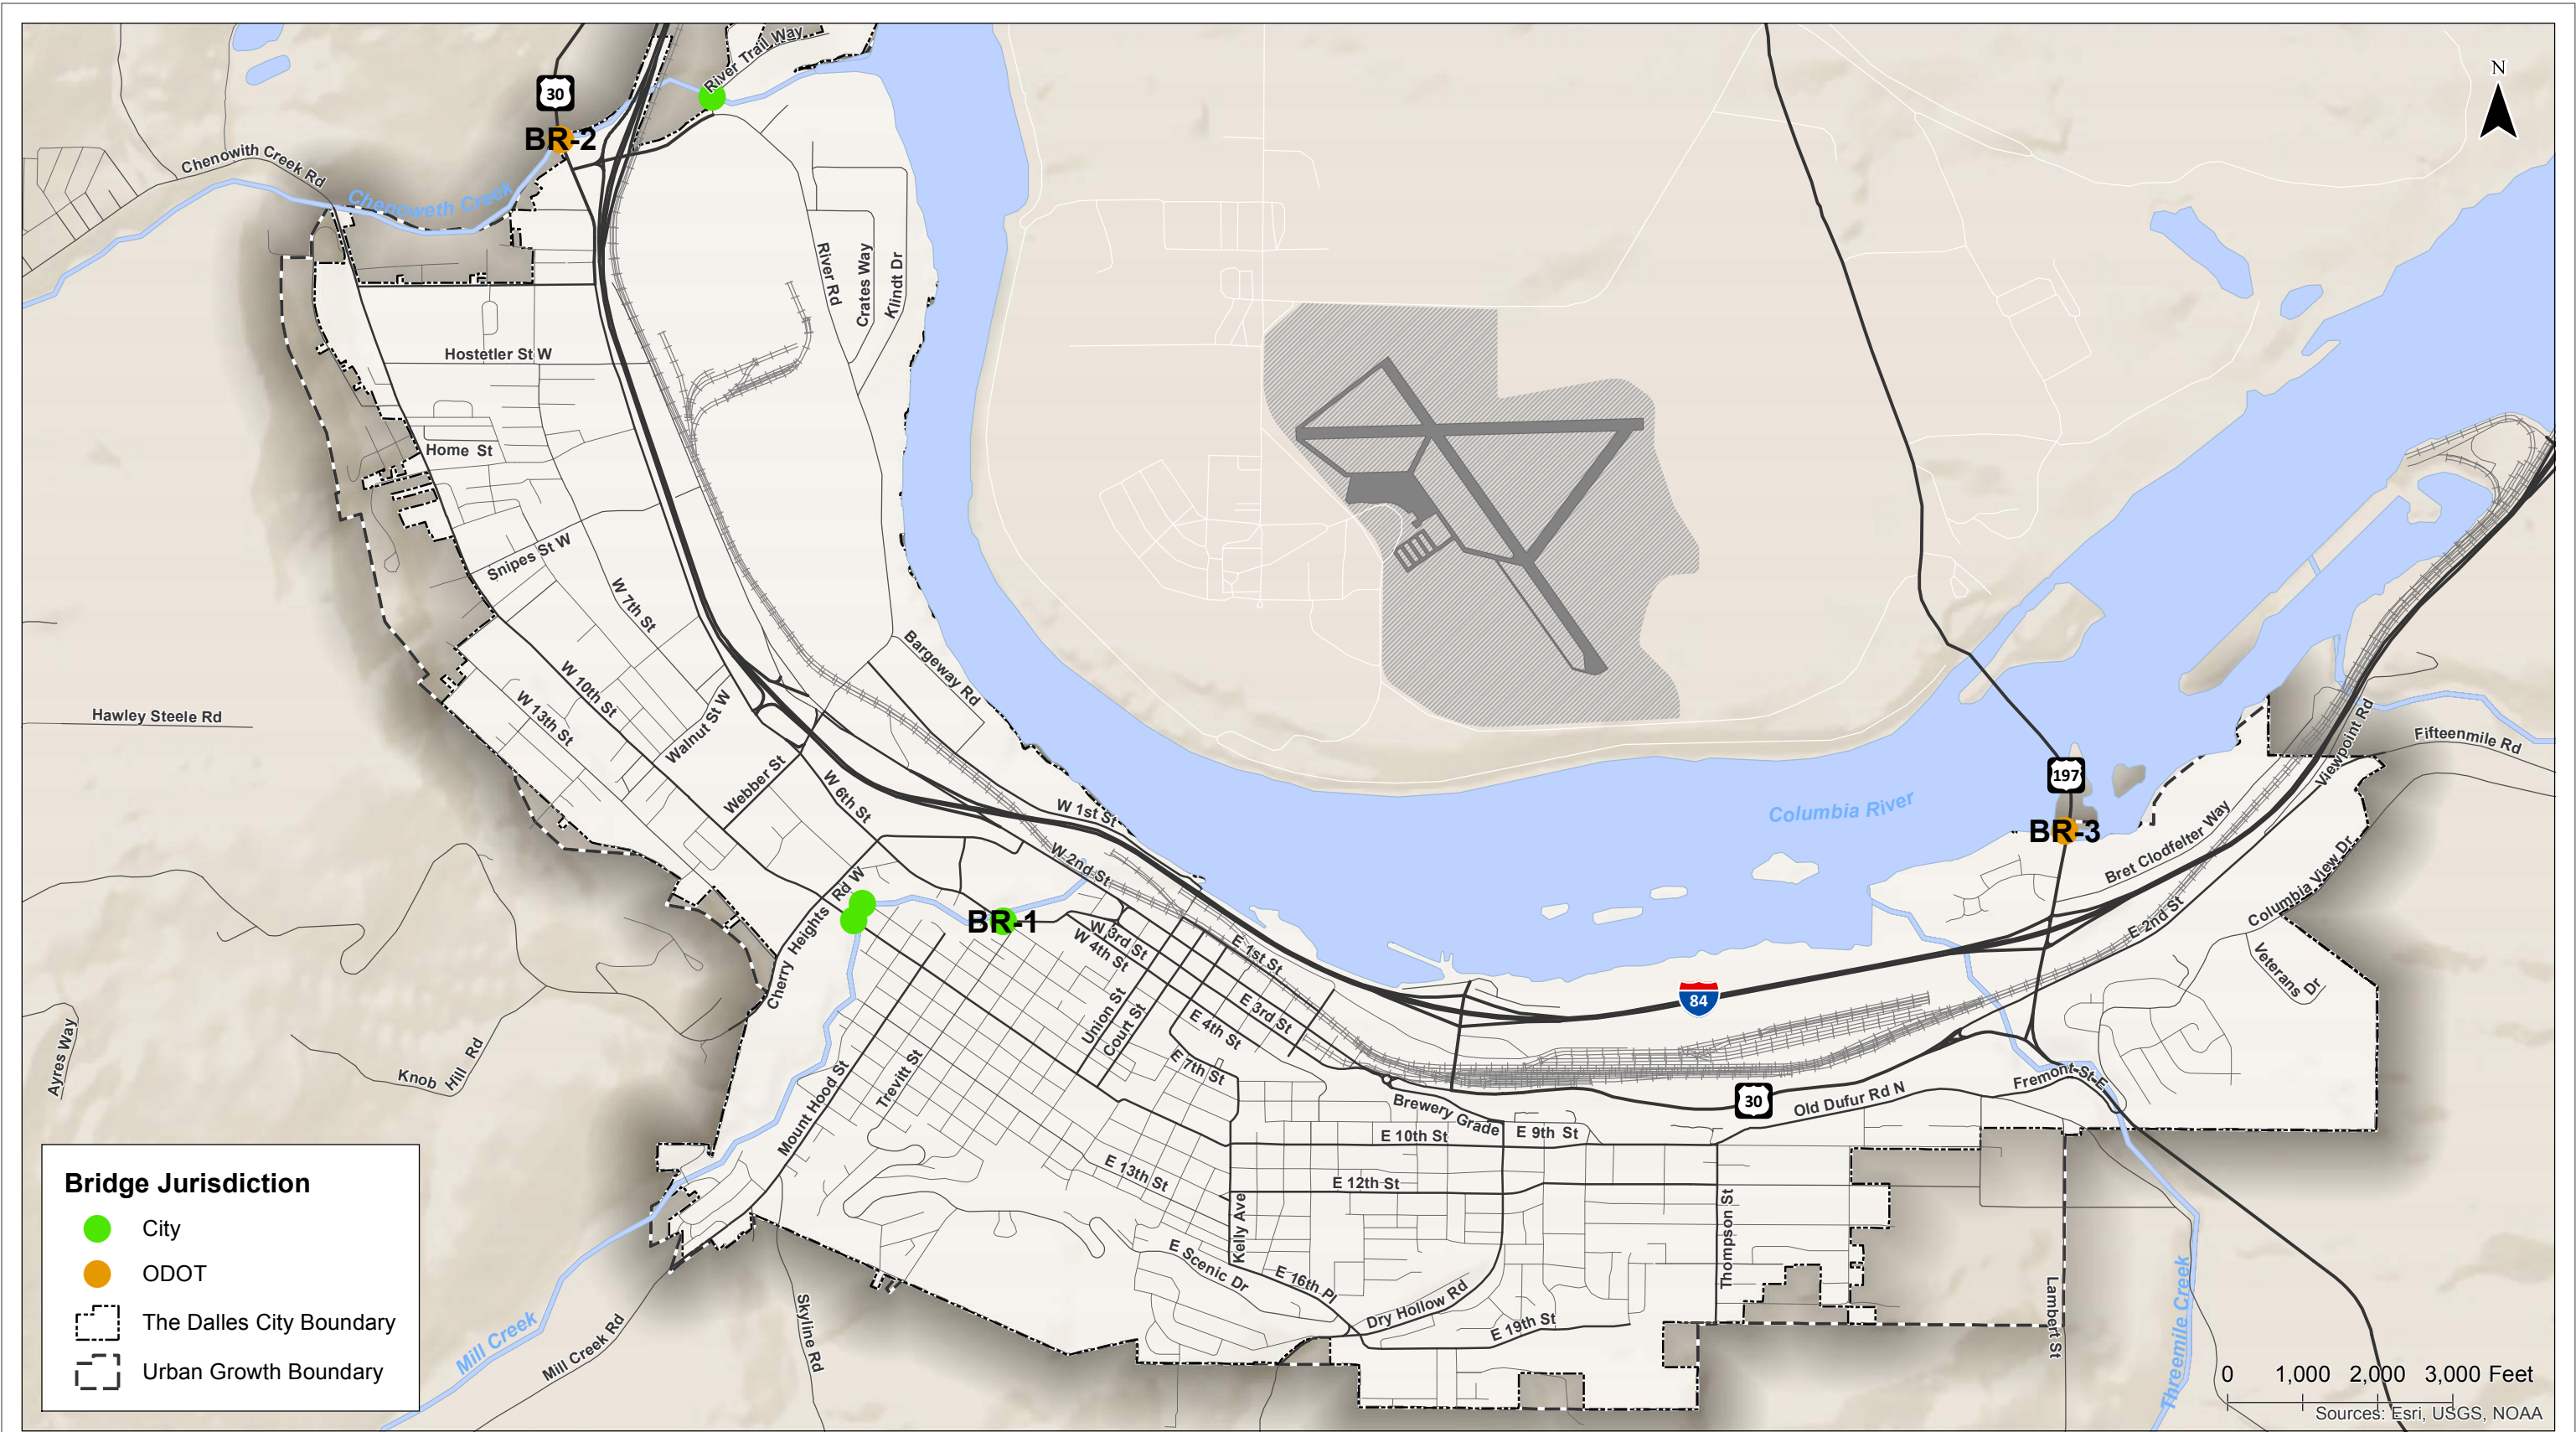 River Trail Way
N
30
BR-2
Chenowith Creek Rd
Chenoweth Creek
River Rd
Crates Way
Klindt Dr
Hostetler St W
Home St
Snipes St W
W 7th St
Bargeway Rd
W 10th St
W 13th St
Walnut St W
Hawley Steele Rd
Webber St
W 6th St
W 1st St
W 2nd St
Columbia River
197
BR-3
Viewpoint Rd
Fifteenmile Rd
Bret Clodfelter Way
Columbia View Dr
E 2nd St
Veterans Dr
Cherry Heights Rd W
BR-1
W 3rd St
W 4th St
E 1st St
E 3rd St
E 4th St
Union St
Court St
E 7th St
84
30
Ayres Way
Knob Hill Rd
Mount Hood St
Trevitt St
Brewery Grade
E 9th St
E 10th St
Old Dufur Rd N
Fremont St E
E 12th St
E 13th St
Kelly Ave
Thompson St
E Scenic Dr
E 16th Pl
Dry Hollow Rd
E 19th St
Lambert St
Threemile Creek
Mill Creek
Mill Creek Rd
Skyline Rd
Bridge Jurisdiction
City
ODOT
The Dalles City Boundary
Urban Growth Boundary
0 1,000 2,000 3,000 Feet
Sources: Esri, USGS, NOAA